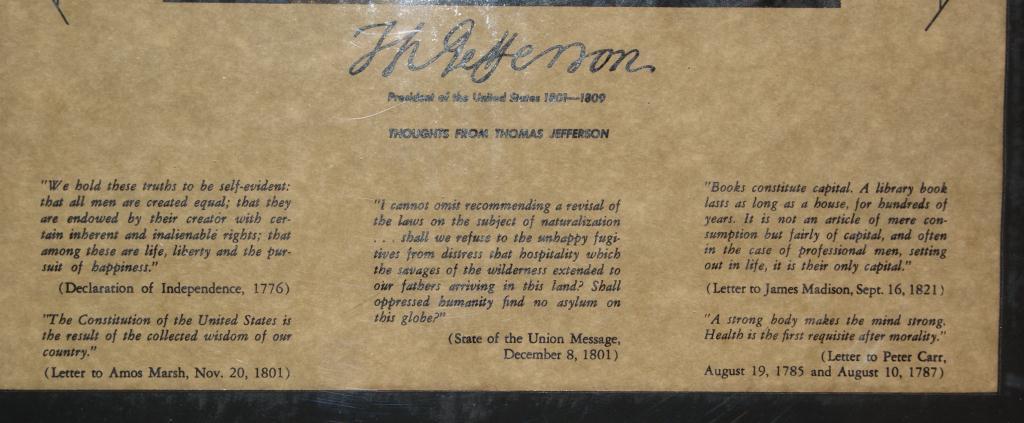 Th Jefferson
President of the United States 1801—1809
THOUGHTS FROM THOMAS JEFFERSON
"We hold these truths to be self-evident:
that all men are created equal; that they
are endowed by their creator with cer-
tain inherent and inalienable rights; that
among these are life, liberty and the pur-
suit of happiness."
(Declaration of Independence, 1776)
"The Constitution of the United States is
the result of the collected wisdom of our
country."
(Letter to Amos Marsh, Nov. 20, 1801)
"I cannot omit recommending a revisal of
the laws on the subject of naturalization
. . . shall we refuse to the unhappy fugi-
tives from distress that hospitality which
the savages of the wilderness extended to
our fathers arriving in this land? Shall
oppressed humanity find no asylum on
this globe?"
(State of the Union Message,
December 8, 1801)
"Books constitute capital. A library book
lasts as long as a house, for hundreds of
years. It is not an article of mere con-
sumption but fairly of capital, and often
in the case of professional men, setting
out in life, it is their only capital."
(Letter to James Madison, Sept. 16, 1821)
"A strong body makes the mind strong.
Health is the first requisite after morality."
(Letter to Peter Carr,
August 19, 1785 and August 10, 1787)